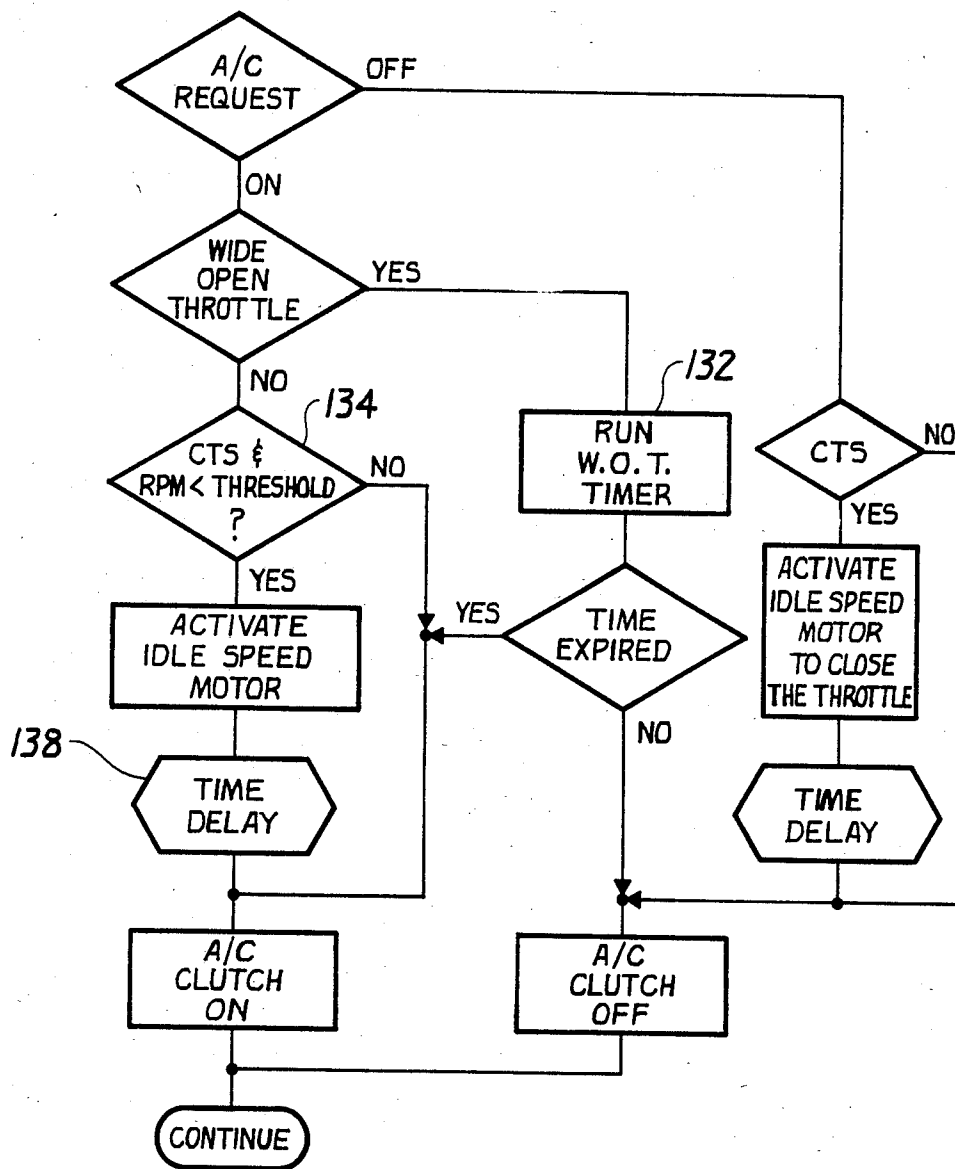 A/C
REQUEST
OFF
ON
WIDE
OPEN
THROTTLE
YES
NO
134
CTS &
RPM < THRESHOLD
?
NO
YES
132
RUN
W.O.T.
TIMER
CTS
NO
YES
ACTIVATE
IDLE SPEED
MOTOR
YES
TIME
EXPIRED
NO
ACTIVATE
IDLE SPEED
MOTOR
TO CLOSE
THE THROTTLE
138
TIME
DELAY
TIME
DELAY
A/C
CLUTCH
ON
A/C
CLUTCH
OFF
CONTINUE